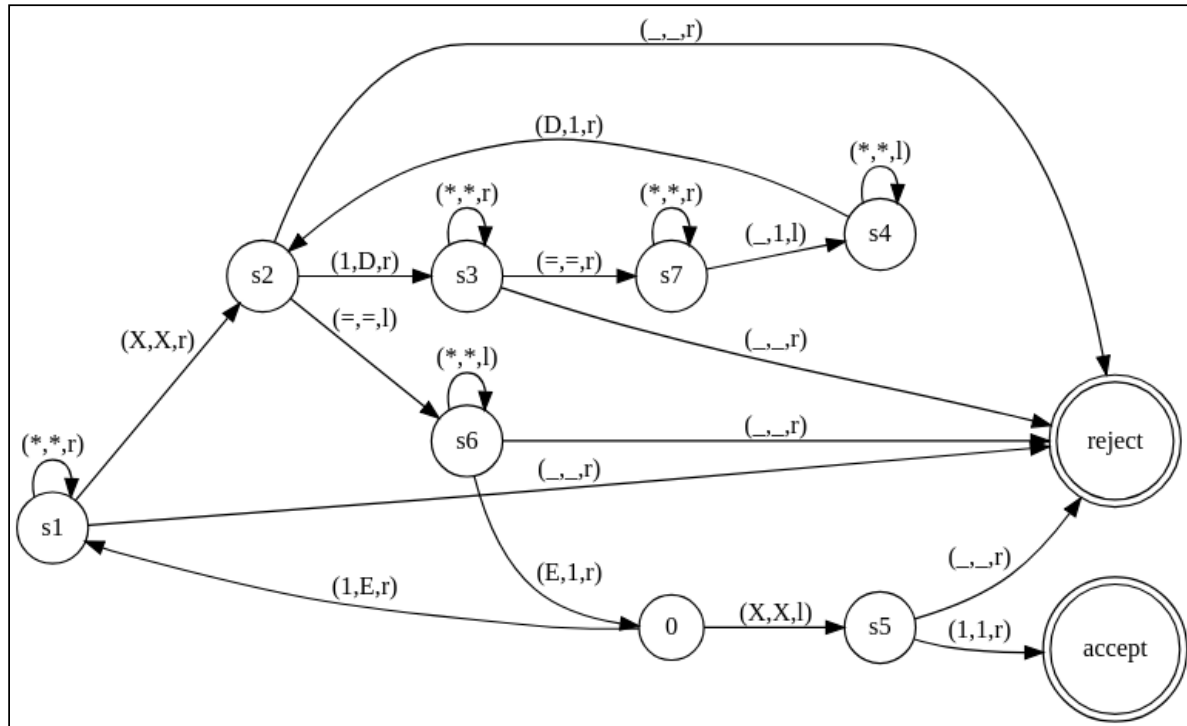 (_,_,r)
(D,1,r)
(*,*,l)
(*,*,r)
(*,*,r)
s4
(_,1,l)
s2
(1,D,r)
s3
(=,=,r)
s7
(X,X,r)
(=,=,l)
(_,_,r)
(*,*,l)
s6
(_,_,r)
reject
(*,*,r)
(_,_,r)
s1
(1,E,r)
(E,1,r)
(_,_,r)
0
(X,X,l)
s5
(1,1,r)
accept